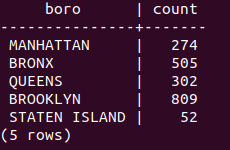 boro      | count
---------------+-------
 MANHATTAN     |   274
 BRONX         |   505
 QUEENS        |   302
 BROOKLYN      |   809
 STATEN ISLAND |    52
(5 rows)